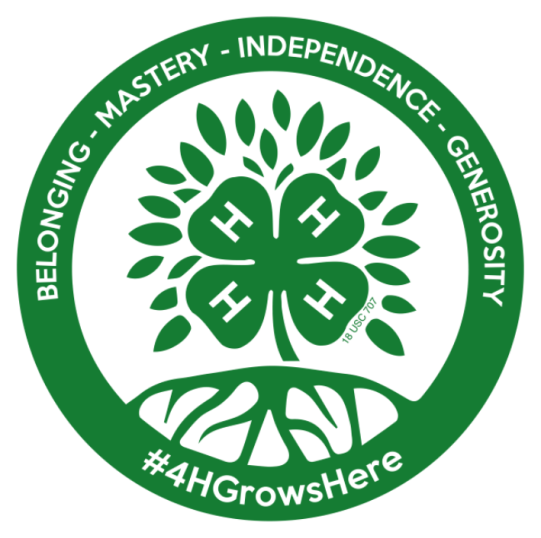 BELONGING - MASTERY - INDEPENDENCE - GENEROSITY
H H
H H
18 USC 707
#4HGrowsHere